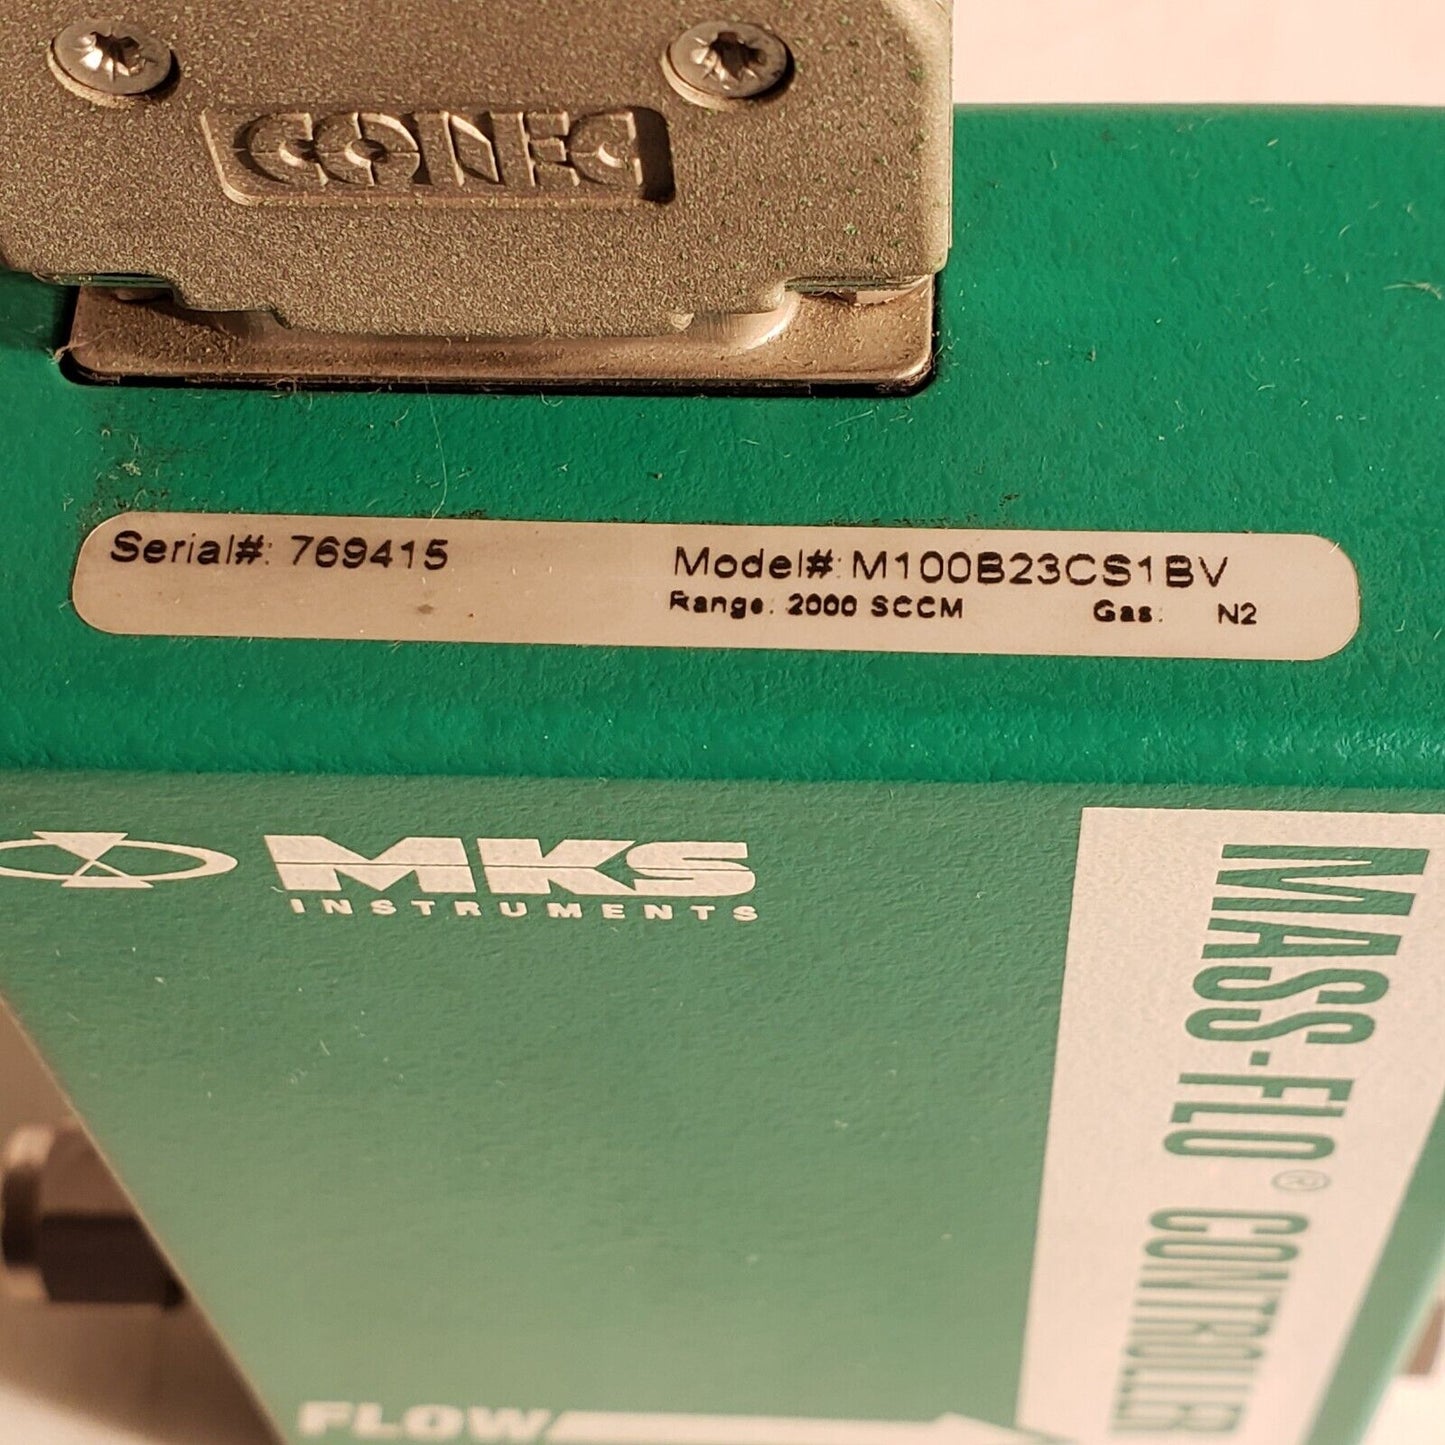 CONEC
Serial#: 769415
Model#: M100B23CS1BV
Range: 2000 SCCM Gas: N2
MKS
INSTRUMENTS
MASS-FLO® CONTROLLER
FLOW